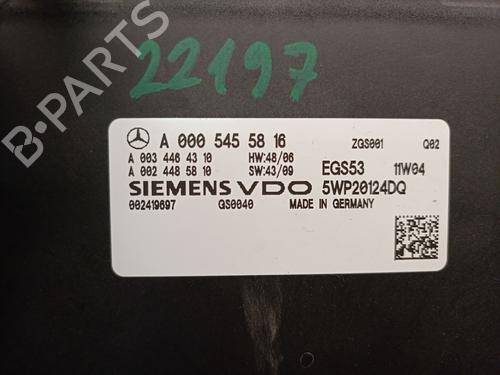 22197
A 000 545 58 16
ZGS001 Q02
A 003 446 43 10 HW:48/06
A 002 448 58 10 SW:43/09
EGS53 11W04
SIEMENS VDO 5WP20124DQ
002419697 GS0040 MADE IN GERMANY
B-PARTS